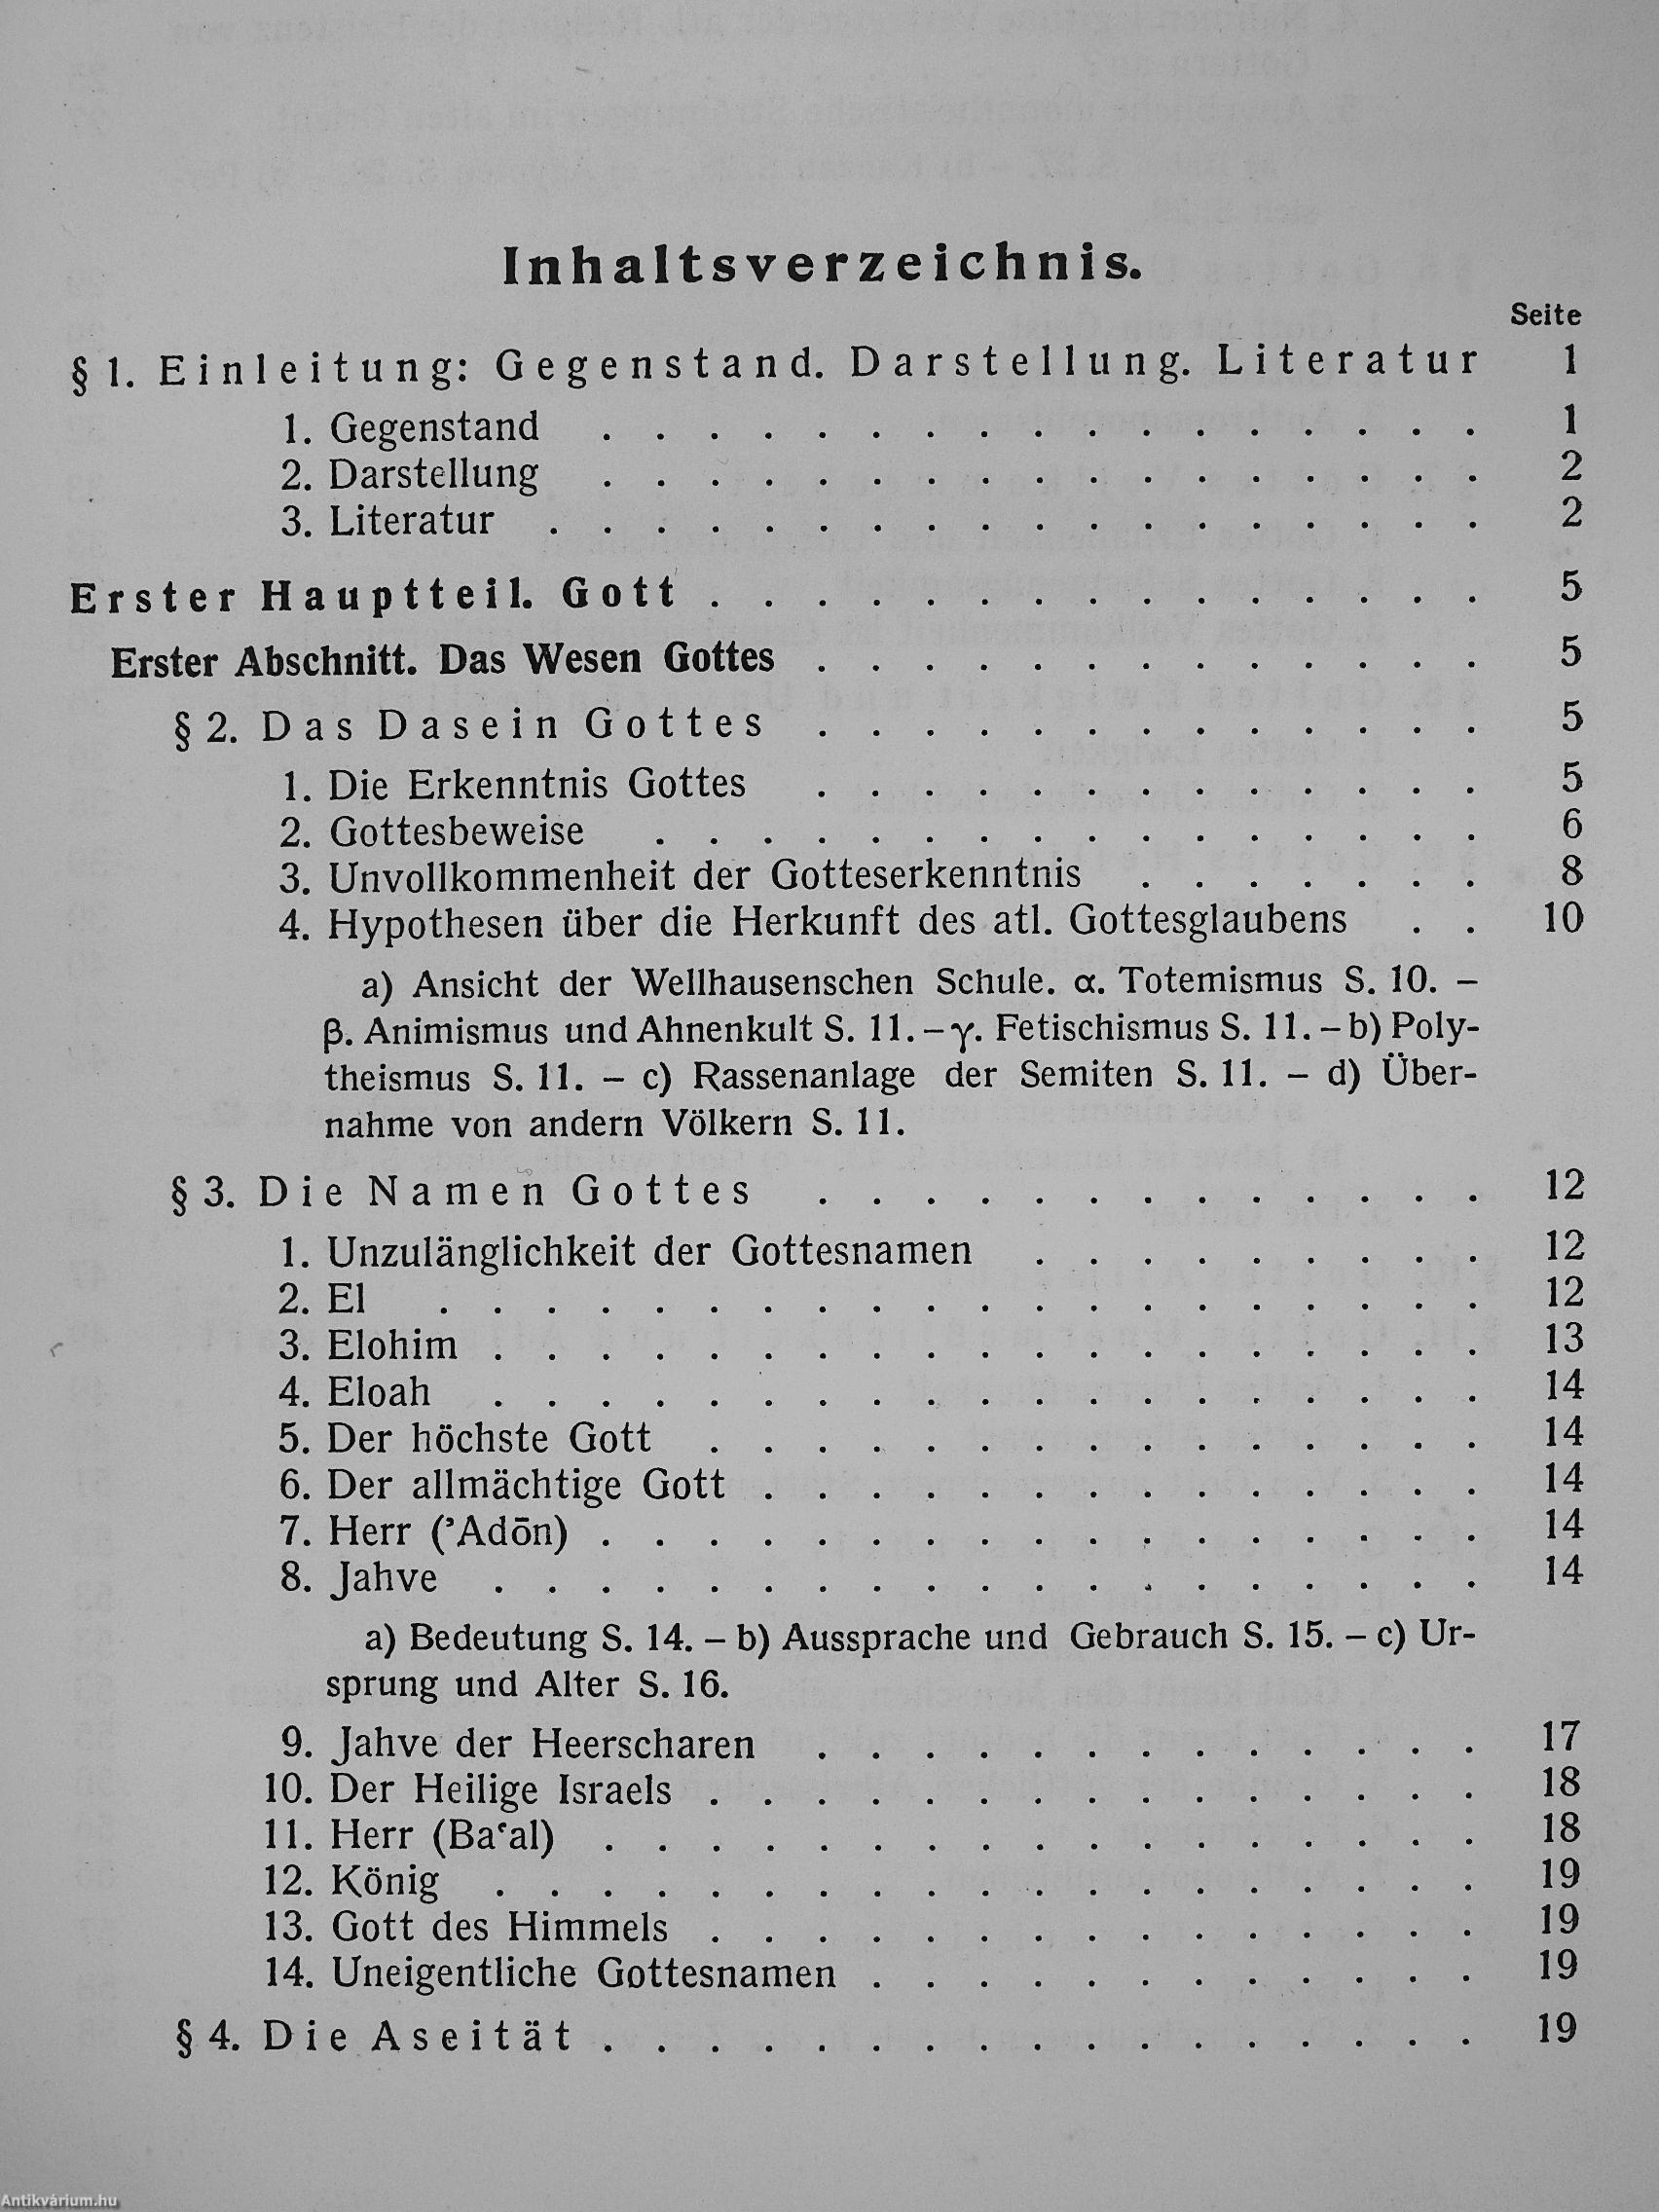 Inhaltsverzeichnis.
Seite
§ 1. Einleitung: Gegenstand. Darstellung. Literatur 1
1. Gegenstand . . . . . . . . . . . . . . . . . 1
2. Darstellung . . . . . . . . . . . . . . . . . 2
3. Literatur . . . . . . . . . . . . . . . . . . 2
Erster Hauptteil. Gott . . . . . . . . . . . . . . . 5
Erster Abschnitt. Das Wesen Gottes . . . . . . . . . . . . . 5
§ 2. Das Dasein Gottes . . . . . . . . . . . . . 5
1. Die Erkenntnis Gottes . . . . . . . . . . . . . 5
2. Gottesbeweise . . . . . . . . . . . . . . . . 6
3. Unvollkommenheit der Gotteserkenntnis . . . . . . . 8
4. Hypothesen über die Herkunft des atl. Gottesglaubens . . 10
a) Ansicht der Wellhausenschen Schule. α. Totemismus S. 10. –
β. Animismus und Ahnenkult S. 11. – γ. Fetischismus S. 11. – b) Poly-
theismus S. 11. – c) Rassenanlage der Semiten S. 11. – d) Über-
nahme von andern Völkern S. 11.
§ 3. Die Namen Gottes . . . . . . . . . . . . . 12
1. Unzulänglichkeit der Gottesnamen . . . . . . . . . 12
2. El . . . . . . . . . . . . . . . . . . . . 12
3. Elohim . . . . . . . . . . . . . . . . . . . 13
4. Eloah . . . . . . . . . . . . . . . . . . . 14
5. Der höchste Gott . . . . . . . . . . . . . . . 14
6. Der allmächtige Gott . . . . . . . . . . . . . . 14
7. Herr (’Adōn) . . . . . . . . . . . . . . . . . 14
8. Jahve . . . . . . . . . . . . . . . . . . . 14
a) Bedeutung S. 14. – b) Aussprache und Gebrauch S. 15. – c) Ur-
sprung und Alter S. 16.
9. Jahve der Heerscharen . . . . . . . . . . . . . 17
10. Der Heilige Israels . . . . . . . . . . . . . . . 18
11. Herr (Ba‘al) . . . . . . . . . . . . . . . . . 18
12. König . . . . . . . . . . . . . . . . . . . 19
13. Gott des Himmels . . . . . . . . . . . . . . . 19
14. Uneigentliche Gottesnamen . . . . . . . . . . . . 19
§ 4. Die Aseität . . . . . . . . . . . . . . . . . 19
Antikvárium.hu